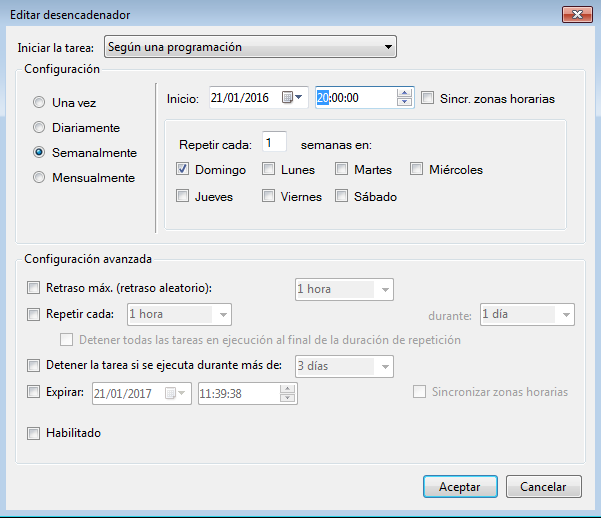 Editar desencadenador
Iniciar la tarea: Según una programación
Configuración
Una vez
Diariamente
Semanalmente
Mensualmente
Inicio: 21/01/2016 20:00:00 Sincr. zonas horarias
Repetir cada: 1 semanas en:
Domingo Lunes Martes Miércoles
Jueves Viernes Sábado
Configuración avanzada
Retraso máx. (retraso aleatorio): 1 hora
Repetir cada: 1 hora durante: 1 día
Detener todas las tareas en ejecución al final de la duración de repetición
Detener la tarea si se ejecuta durante más de: 3 días
Expirar: 21/01/2017 11:39:38 Sincronizar zonas horarias
Habilitado
Aceptar Cancelar